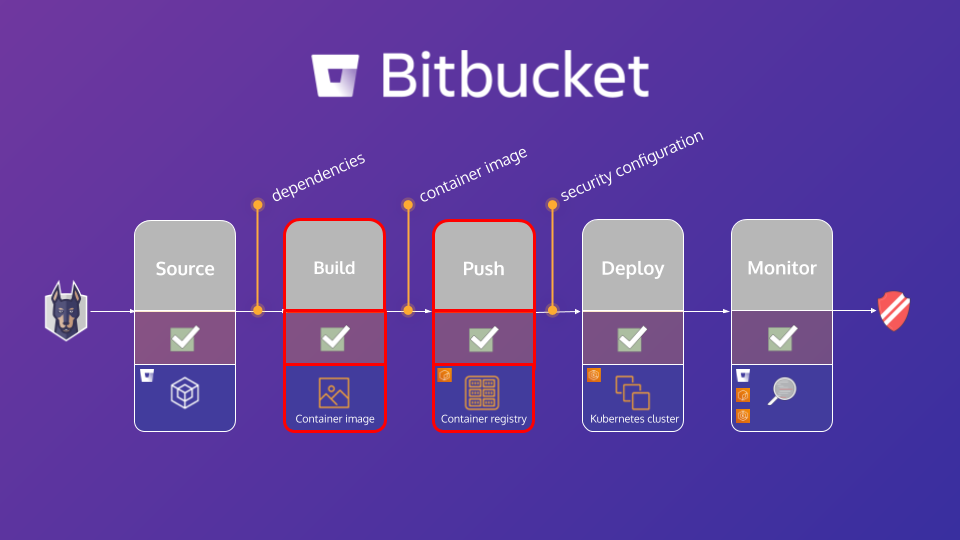 Bitbucket
dependencies
container image
security configuration
Source
Build
Push
Deploy
Monitor
Container image
Container registry
Kubernetes cluster